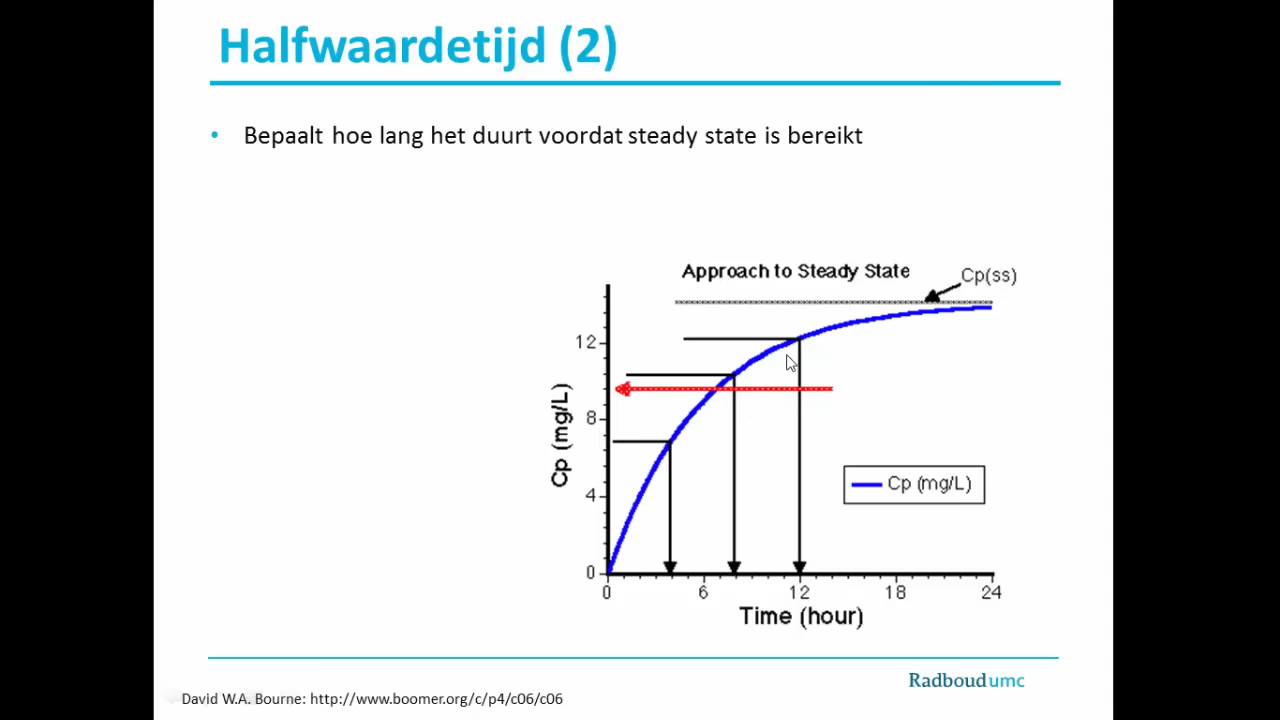 Halfwaardetijd (2)
• Bepaalt hoe lang het duurt voordat steady state is bereikt
Approach to Steady State
Cp(ss)
12
8
4
0
Cp (mg/L)
Cp (mg/L)
0 6 12 18 24
Time (hour)
Radboudumc
David W.A. Bourne: http://www.boomer.org/c/p4/c06/c06